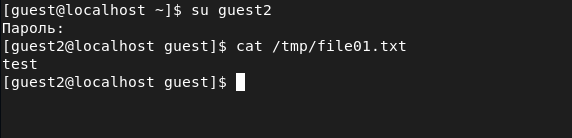 [guest@localhost ~]$ su guest2
Пароль:
[guest2@localhost guest]$ cat /tmp/file01.txt
test
[guest2@localhost guest]$